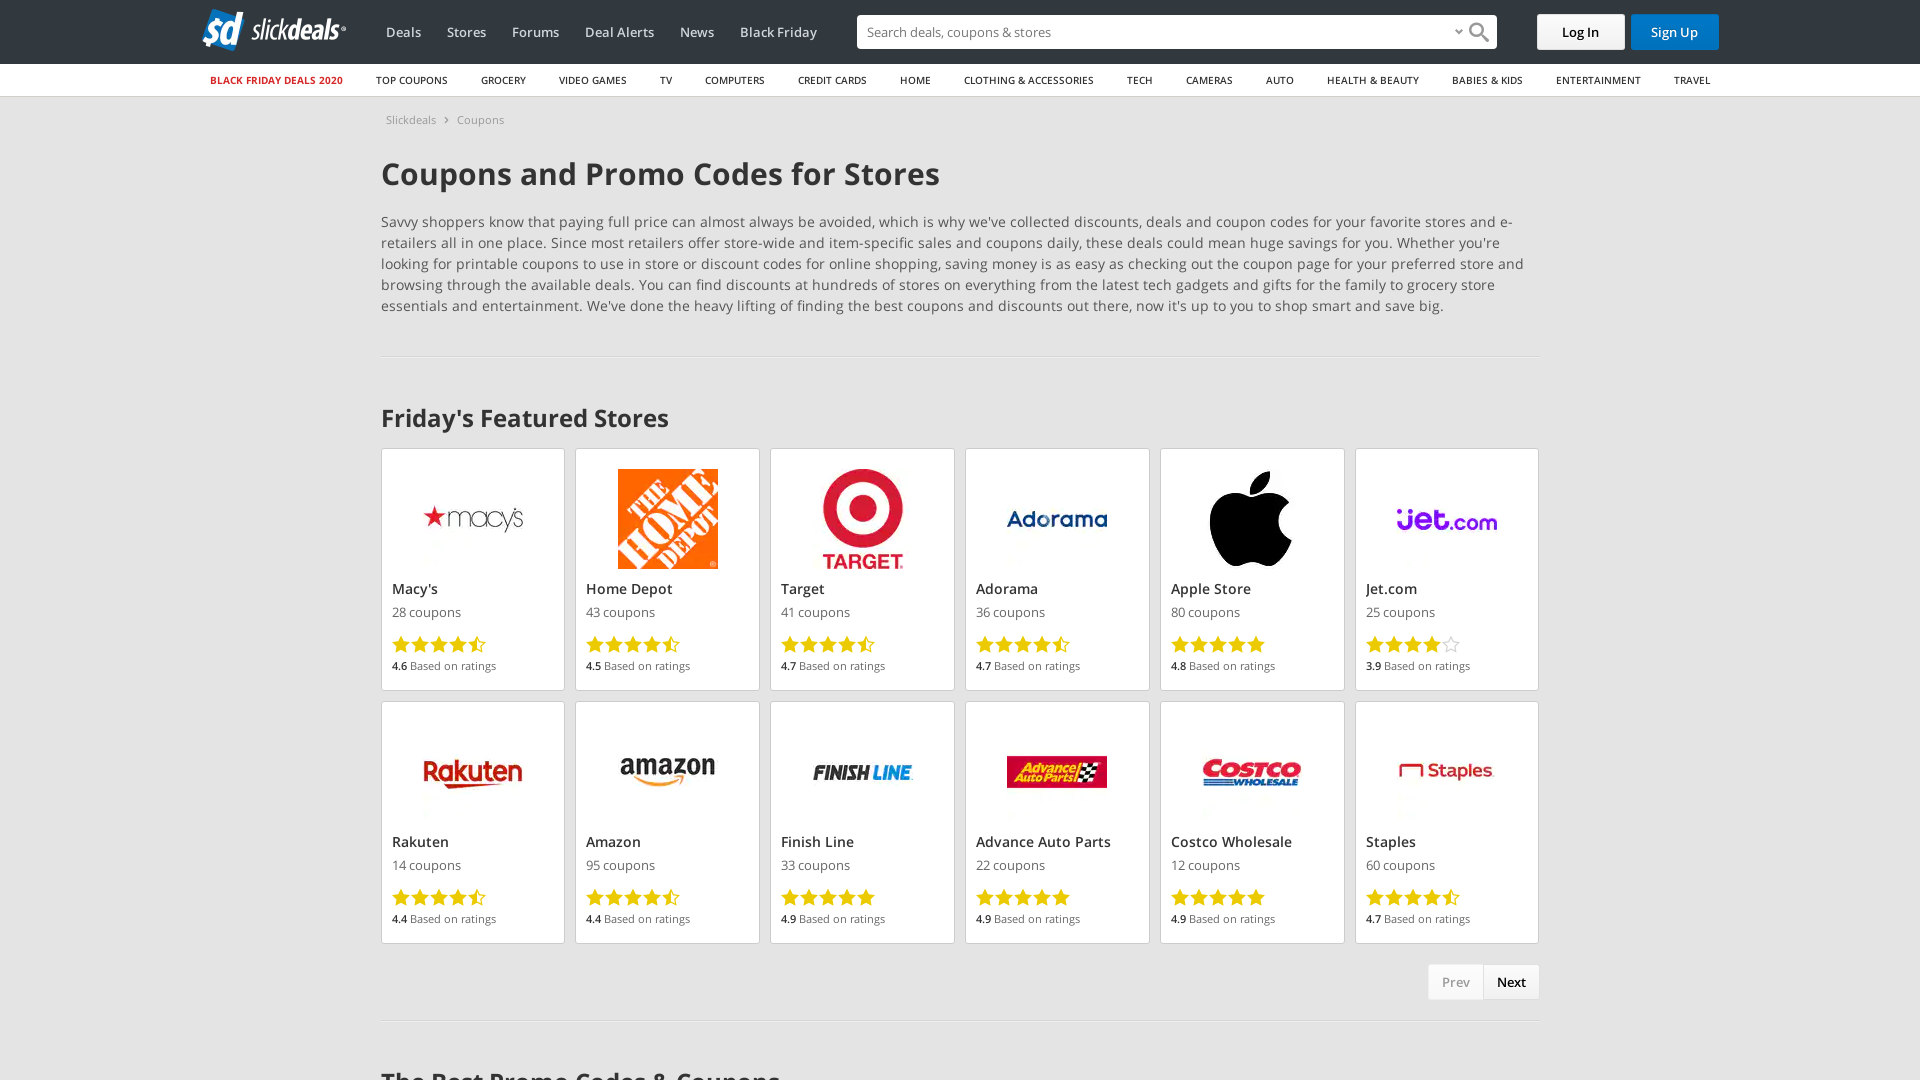 sd slickdeals®
Deals
Stores
Forums
Deal Alerts
News
Black Friday
Search deals, coupons & stores
Log In
Sign Up
BLACK FRIDAY DEALS 2020
TOP COUPONS
GROCERY
VIDEO GAMES
TV
COMPUTERS
CREDIT CARDS
HOME
CLOTHING & ACCESSORIES
TECH
CAMERAS
AUTO
HEALTH & BEAUTY
BABIES & KIDS
ENTERTAINMENT
TRAVEL
Slickdeals › Coupons
Coupons and Promo Codes for Stores
Savvy shoppers know that paying full price can almost always be avoided, which is why we've collected discounts, deals and coupon codes for your favorite stores and e-
retailers all in one place. Since most retailers offer store-wide and item-specific sales and coupons daily, these deals could mean huge savings for you. Whether you're
looking for printable coupons to use in store or discount codes for online shopping, saving money is as easy as checking out the coupon page for your preferred store and
browsing through the available deals. You can find discounts at hundreds of stores on everything from the latest tech gadgets and gifts for the family to grocery store
essentials and entertainment. We've done the heavy lifting of finding the best coupons and discounts out there, now it's up to you to shop smart and save big.
Friday's Featured Stores
macy's
Macy's
28 coupons
4.6 Based on ratings
THE HOME DEPOT
Home Depot
43 coupons
4.5 Based on ratings
TARGET
Target
41 coupons
4.7 Based on ratings
Adorama
Adorama
36 coupons
4.7 Based on ratings
Apple Store
80 coupons
4.8 Based on ratings
jet.com
Jet.com
25 coupons
3.9 Based on ratings
Rakuten
Rakuten
14 coupons
4.4 Based on ratings
amazon
Amazon
95 coupons
4.4 Based on ratings
FINISH LINE
Finish Line
33 coupons
4.9 Based on ratings
Advance Auto Parts
Advance Auto Parts
22 coupons
4.9 Based on ratings
COSTCO WHOLESALE
Costco Wholesale
12 coupons
4.9 Based on ratings
Staples
Staples
60 coupons
4.7 Based on ratings
Prev
Next
The Best Promo Codes & Coupons